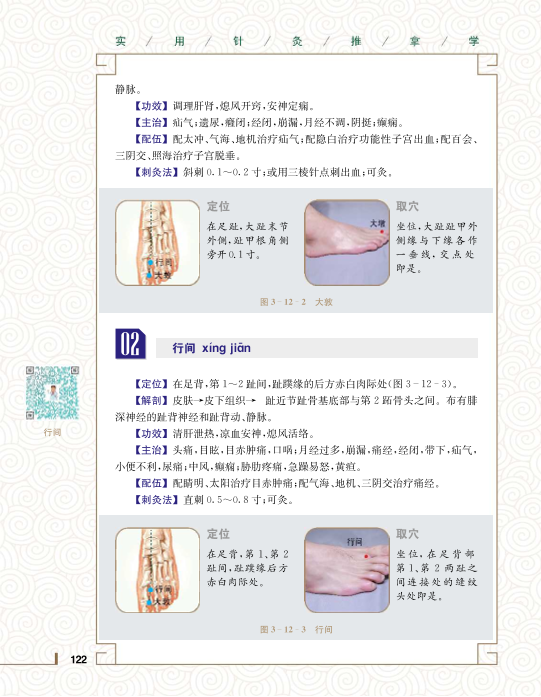 实 / 用 / 针 / 灸 / 推 / 拿 / 学
静脉。
【功效】调理肝肾,熄风开窍,安神定痫。
【主治】疝气;遗尿,癃闭;经闭,崩漏,月经不调,阴挺;癫痫。
【配伍】配太冲、气海、地机治疗疝气;配隐白治疗功能性子宫出血;配百会、
三阴交、照海治疗子宫脱垂。
【刺灸法】斜刺 0.1～0.2 寸;或用三棱针点刺出血;可灸。
定位
在足趾,大趾末节
外侧,趾甲根角侧
旁开0.1寸。
行间
大敦
取穴
坐位,大趾趾甲外
侧缘与下缘各作
一垂线,交点处
即是。
大墩
图 3-12-2 大敦
02
行间 xíng jiān
【定位】在足背,第 1～2 趾间,趾蹼缘的后方赤白肉际处(图 3-12-3)。
【解剖】皮肤→皮下组织→ 趾近节趾骨基底部与第 2 跖骨头之间。布有腓
深神经的趾背神经和趾背动、静脉。
【功效】清肝泄热,凉血安神,熄风活络。
【主治】头痛,目眩,目赤肿痛,口㖞;月经过多,崩漏,痛经,经闭,带下,疝气,
小便不利,尿痛;中风,癫痫;胁肋疼痛,急躁易怒,黄疸。
【配伍】配睛明、太阳治疗目赤肿痛;配气海、地机、三阴交治疗痛经。
【刺灸法】直刺 0.5～0.8 寸;可灸。
行间
定位
在足背,第 1、第 2
趾间,趾蹼缘后方
赤白肉际处。
行间
大敦
取穴
坐位,在足背部
第 1、第 2 两趾之
间连接处的缝纹
头处即是。
行间
图 3-12-3 行间
122